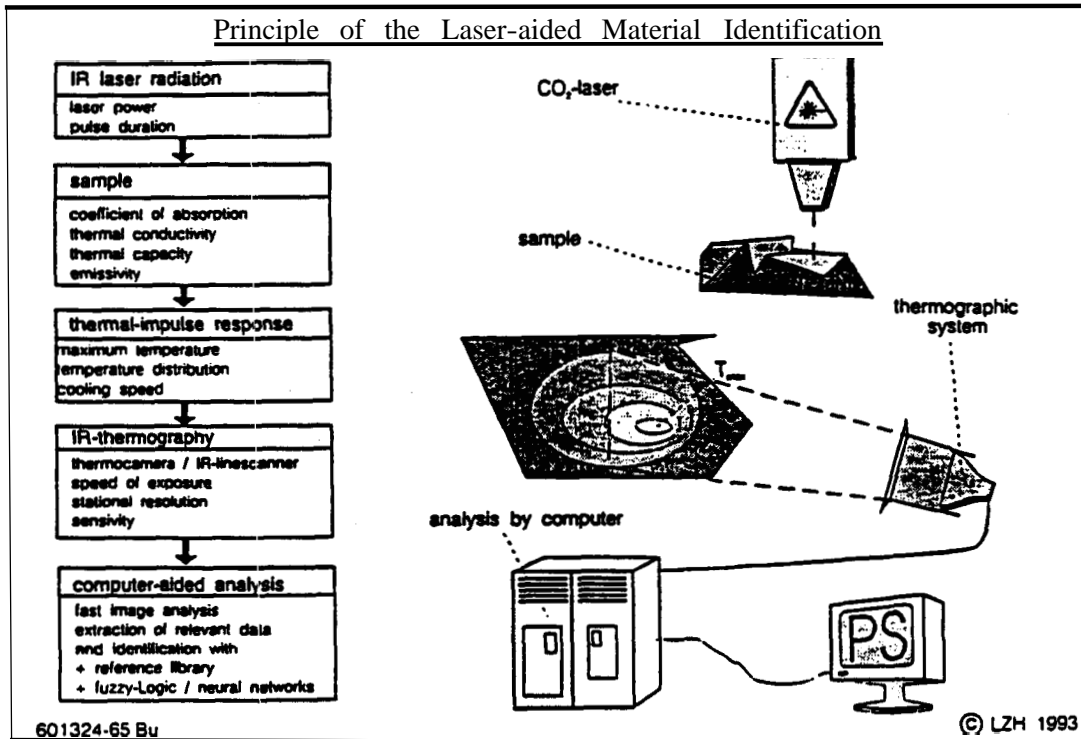 Principle of the Laser-aided Material Identification
IR laser radiation
laser power
pulse duration
sample
coefficient of absorption
thermal conductivity
thermal capacity
emissivity
thermal-impulse response
maximum temperature
temperature distribution
cooling speed
IR-thermography
thermocamera / IR-linescanner
speed of exposure
stational resolution
sensivity
computer-aided analysis
fast image analysis
extraction of relevant data
and identification with
+ reference library
+ fuzzy-Logic / neural networks
601324-65 Bu
CO₂-laser
sample
thermographic
system
analysis by computer
PS
© LZH 1993